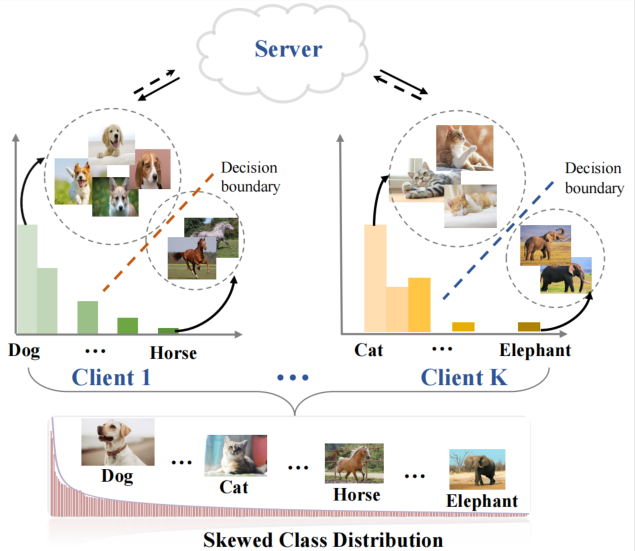 Server
Decision
boundary
Decision
boundary
Dog
...
Horse
Cat
...
Elephant
Client 1
...
Client K
Dog
...
Cat
...
Horse
...
Elephant
Skewed Class Distribution